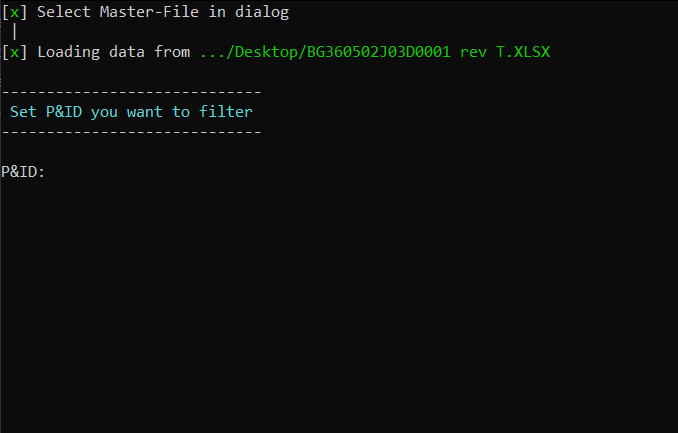 [x] Select Master-File in dialog
|
[x] Loading data from .../Desktop/BG360502J03D0001 rev T.XLSX
-----------------------------
Set P&ID you want to filter
-----------------------------
P&ID: